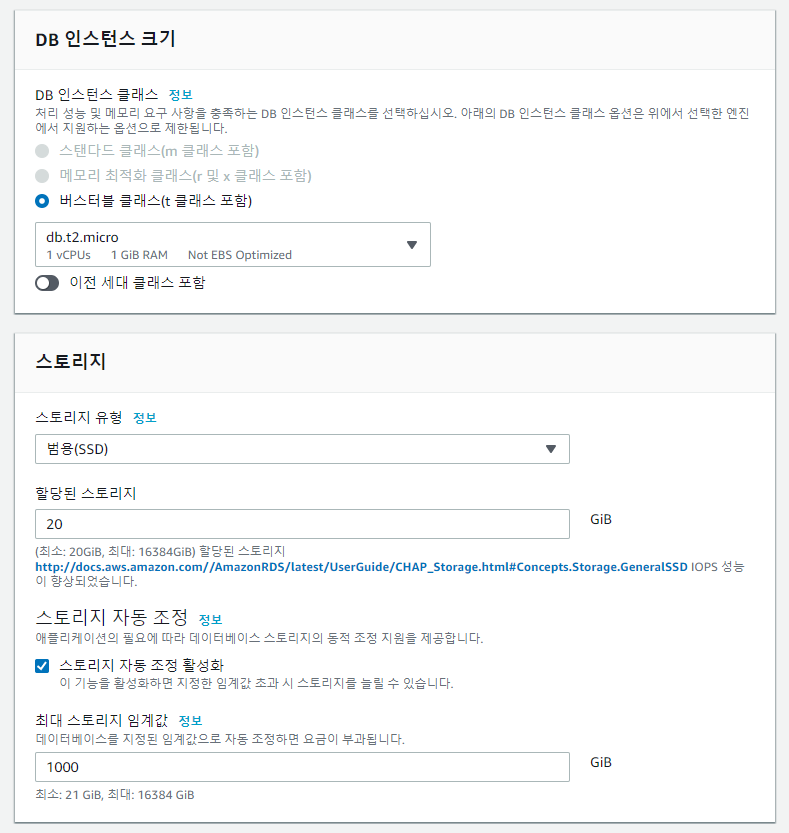 DB 인스턴스 크기
DB 인스턴스 클래스 정보
처리 성능 및 메모리 요구 사항을 충족하는 DB 인스턴스 클래스를 선택하십시오. 아래의 DB 인스턴스 클래스 옵션은 위에서 선택한 엔진
에서 지원하는 옵션으로 제한됩니다.
스탠다드 클래스(m 클래스 포함)
메모리 최적화 클래스(r 및 x 클래스 포함)
버스터블 클래스(t 클래스 포함)
db.t2.micro
1 vCPUs 1 GiB RAM Not EBS Optimized
이전 세대 클래스 포함
스토리지
스토리지 유형 정보
범용(SSD)
할당된 스토리지
20 GiB
(최소: 20GiB, 최대: 16384GiB) 할당된 스토리지
http://docs.aws.amazon.com//AmazonRDS/latest/UserGuide/CHAP_Storage.html#Concepts.Storage.GeneralSSD IOPS 성능
이 향상되었습니다.
스토리지 자동 조정 정보
애플리케이션의 필요에 따라 데이터베이스 스토리지의 동적 조정 지원을 제공합니다.
스토리지 자동 조정 활성화
이 기능을 활성화하면 지정한 임계값 초과 시 스토리지를 늘릴 수 있습니다.
최대 스토리지 임계값 정보
데이터베이스를 지정된 임계값으로 자동 조정하면 요금이 부과됩니다.
1000 GiB
최소: 21 GiB, 최대: 16384 GiB